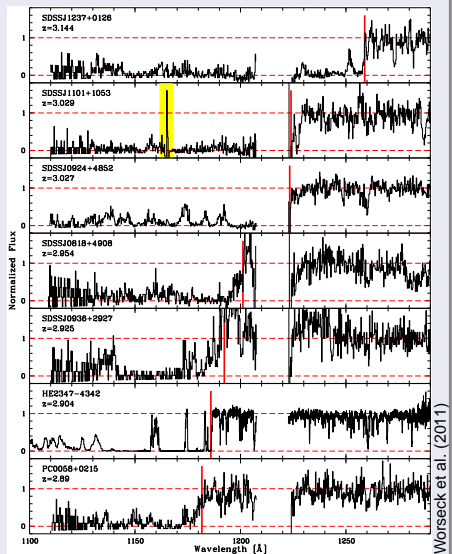 SDSSJ1237+0126
z=3.144
1
0
SDSSJ1101+1053
z=3.029
1
0
SDSSJ0924+4852
z=3.027
1
0
SDSSJ0818+4908
z=2.954
1
0
SDSSJ0936+2927
z=2.925
1
0
HE2347-4342
z=2.904
1
0
PC0058+0215
z=2.89
1
0
Normalized Flux
1100 1150 1200 1250
Wavelength [Å]
Worseck et al. (2011)